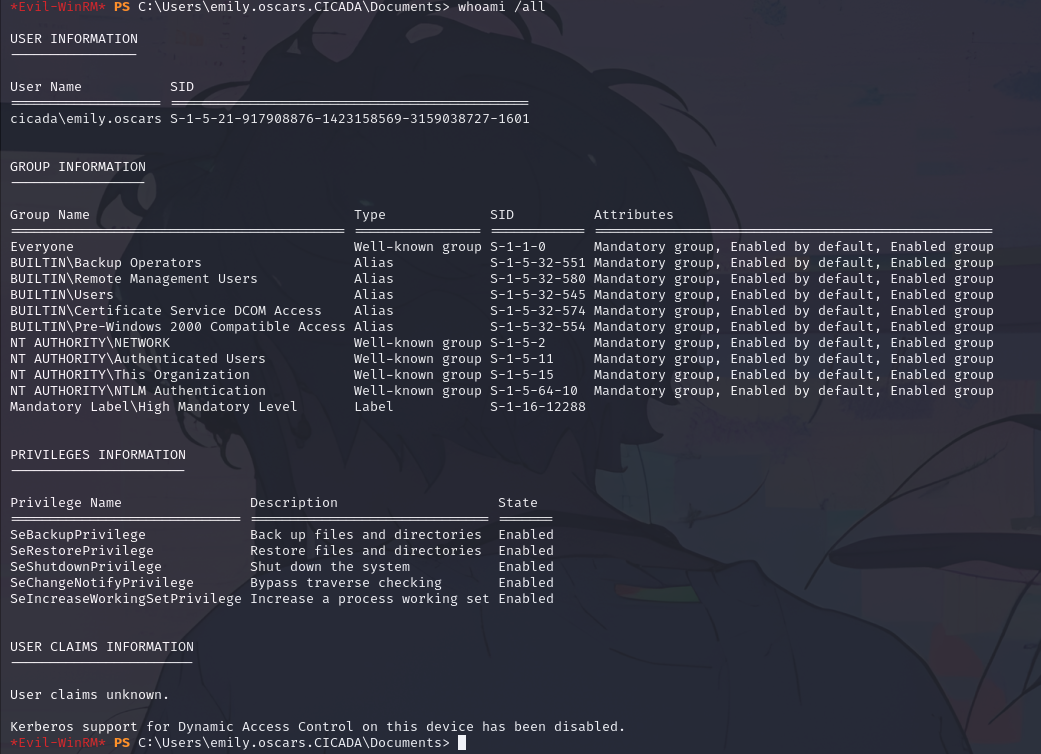 *Evil-WinRM* PS C:\Users\emily.oscars.CICADA\Documents> whoami /all
USER INFORMATION
----------------
User Name SID
==================== =============================================
cicada\emily.oscars S-1-5-21-917908876-1423158569-3159038727-1601
GROUP INFORMATION
-----------------
Group Name Type SID Attributes
========================================== ================ ============ ==================================================
Everyone Well-known group S-1-1-0 Mandatory group, Enabled by default, Enabled group
BUILTIN\Backup Operators Alias S-1-5-32-551 Mandatory group, Enabled by default, Enabled group
BUILTIN\Remote Management Users Alias S-1-5-32-580 Mandatory group, Enabled by default, Enabled group
BUILTIN\Users Alias S-1-5-32-545 Mandatory group, Enabled by default, Enabled group
BUILTIN\Certificate Service DCOM Access Alias S-1-5-32-574 Mandatory group, Enabled by default, Enabled group
BUILTIN\Pre-Windows 2000 Compatible Access Alias S-1-5-32-554 Mandatory group, Enabled by default, Enabled group
NT AUTHORITY\NETWORK Well-known group S-1-5-2 Mandatory group, Enabled by default, Enabled group
NT AUTHORITY\Authenticated Users Well-known group S-1-5-11 Mandatory group, Enabled by default, Enabled group
NT AUTHORITY\This Organization Well-known group S-1-5-15 Mandatory group, Enabled by default, Enabled group
NT AUTHORITY\NTLM Authentication Well-known group S-1-5-64-10 Mandatory group, Enabled by default, Enabled group
Mandatory Label\High Mandatory Level Label S-1-16-12288
PRIVILEGES INFORMATION
----------------------
Privilege Name Description State
============================= ============================== =======
SeBackupPrivilege Back up files and directories Enabled
SeRestorePrivilege Restore files and directories Enabled
SeShutdownPrivilege Shut down the system Enabled
SeChangeNotifyPrivilege Bypass traverse checking Enabled
SeIncreaseWorkingSetPrivilege Increase a process working set Enabled
USER CLAIMS INFORMATION
-----------------------
User claims unknown.
Kerberos support for Dynamic Access Control on this device has been disabled.
*Evil-WinRM* PS C:\Users\emily.oscars.CICADA\Documents>